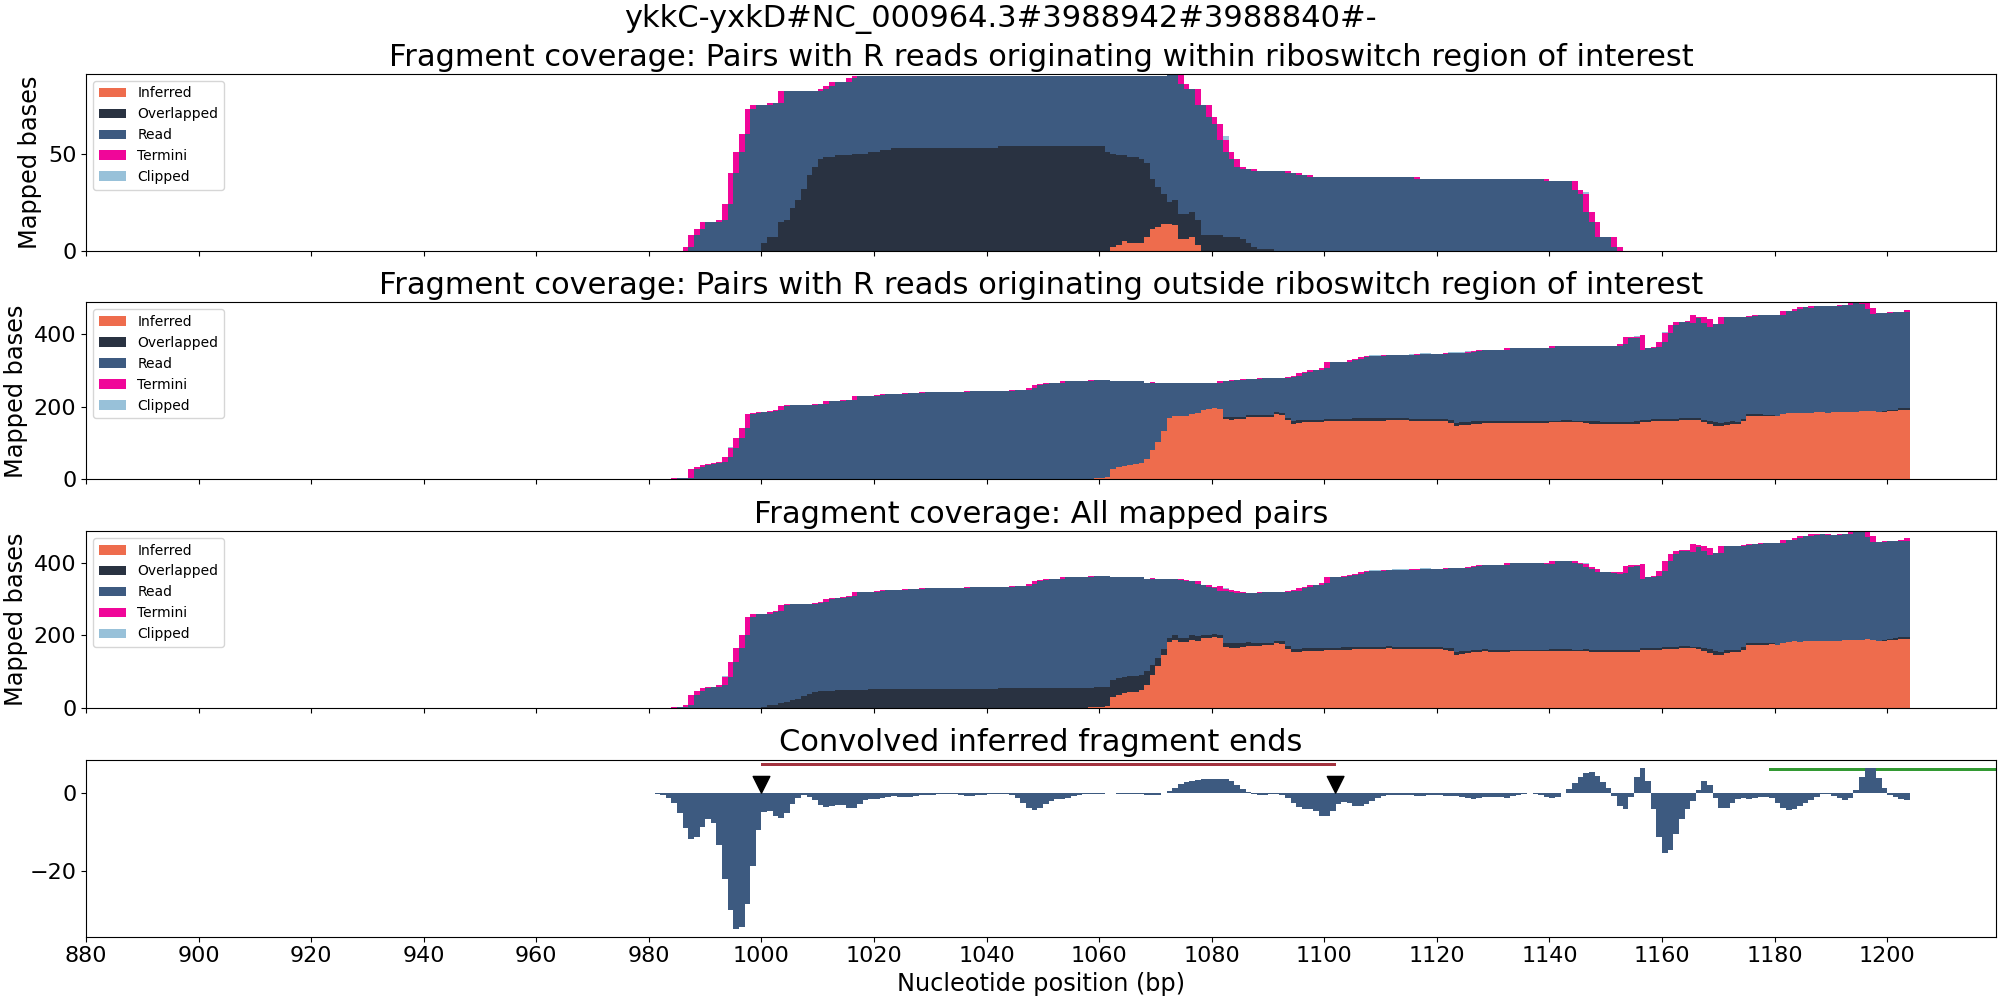 ykkC-yxkD#NC_000964.3#3988942#3988840#-
Fragment coverage: Pairs with R reads originating within riboswitch region of interest
Mapped bases
50
0
Inferred
Overlapped
Read
Termini
Clipped
Fragment coverage: Pairs with R reads originating outside riboswitch region of interest
Mapped bases
400
200
0
Inferred
Overlapped
Read
Termini
Clipped
Fragment coverage: All mapped pairs
Mapped bases
400
200
0
Inferred
Overlapped
Read
Termini
Clipped
Convolved inferred fragment ends
0
−20
880 900 920 940 960 980 1000 1020 1040 1060 1080 1100 1120 1140 1160 1180 1200
Nucleotide position (bp)